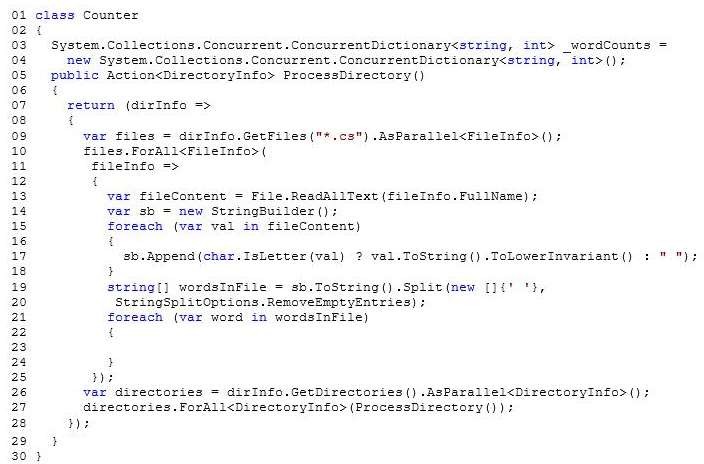 01 class Counter
02 {
03   System.Collections.Concurrent.ConcurrentDictionary<string, int> _wordCounts =
04     new System.Collections.Concurrent.ConcurrentDictionary<string, int>();
05   public Action<DirectoryInfo> ProcessDirectory()
06   {
07     return (dirInfo =>
08     {
09       var files = dirInfo.GetFiles("*.cs").AsParallel<FileInfo>();
10       files.ForAll<FileInfo>(
11        fileInfo =>
12        {
13          var fileContent = File.ReadAllText(fileInfo.FullName);
14          var sb = new StringBuilder();
15          foreach (var val in fileContent)
16          {
17            sb.Append(char.IsLetter(val) ? val.ToString().ToLowerInvariant() : " ");
18          }
19          string[] wordsInFile = sb.ToString().Split(new []{' '},
20           StringSplitOptions.RemoveEmptyEntries);
21          foreach (var word in wordsInFile)
22          {
23
24          }
25        });
26       var directories = dirInfo.GetDirectories().AsParallel<DirectoryInfo>();
27       directories.ForAll<DirectoryInfo>(ProcessDirectory());
28     });
29   }
30 }